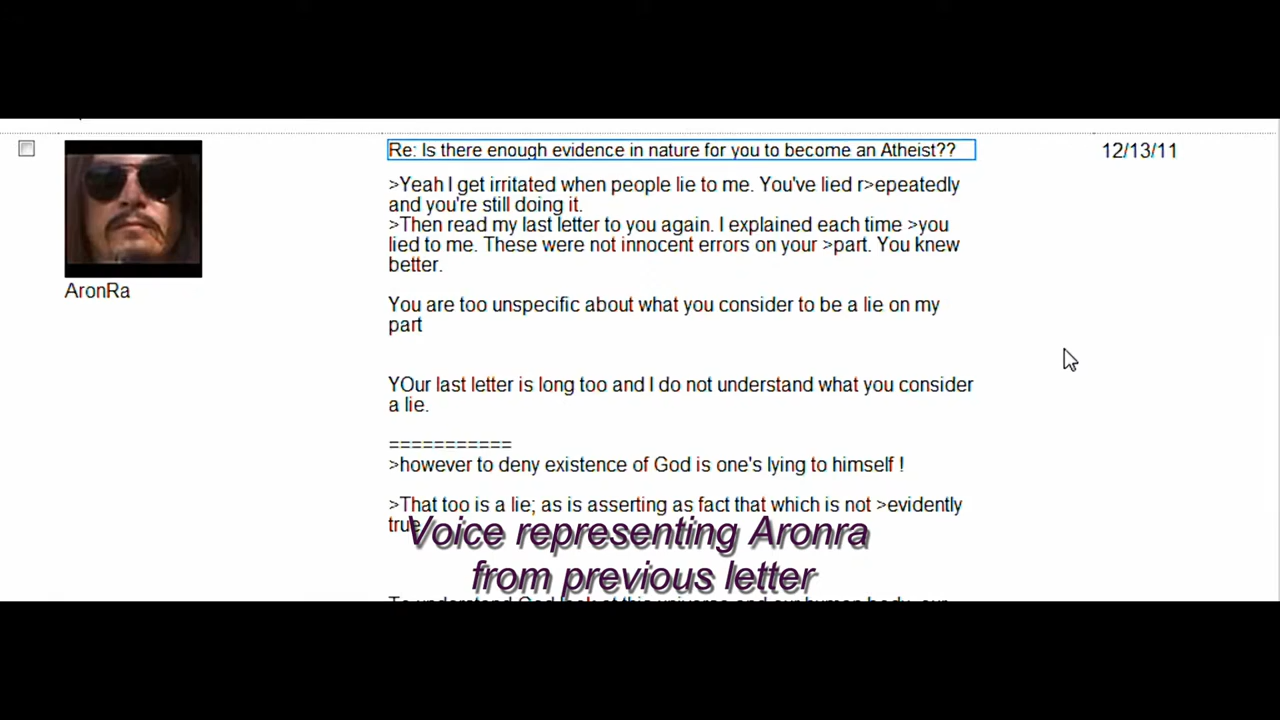 Re: Is there enough evidence in nature for you to become an Atheist??
12/13/11
>Yeah I get irritated when people lie to me. You've lied r>epeatedly
and you're still doing it.
>Then read my last letter to you again. I explained each time >you
lied to me. These were not innocent errors on your >part. You knew
better.
AronRa
You are too unspecific about what you consider to be a lie on my
part
YOur last letter is long too and I do not understand what you consider
a lie.
===========
>however to deny existence of God is one's lying to himself !
>That too is a lie; as is asserting as fact that which is not >evidently
true
Voice representing Aronra
from previous letter